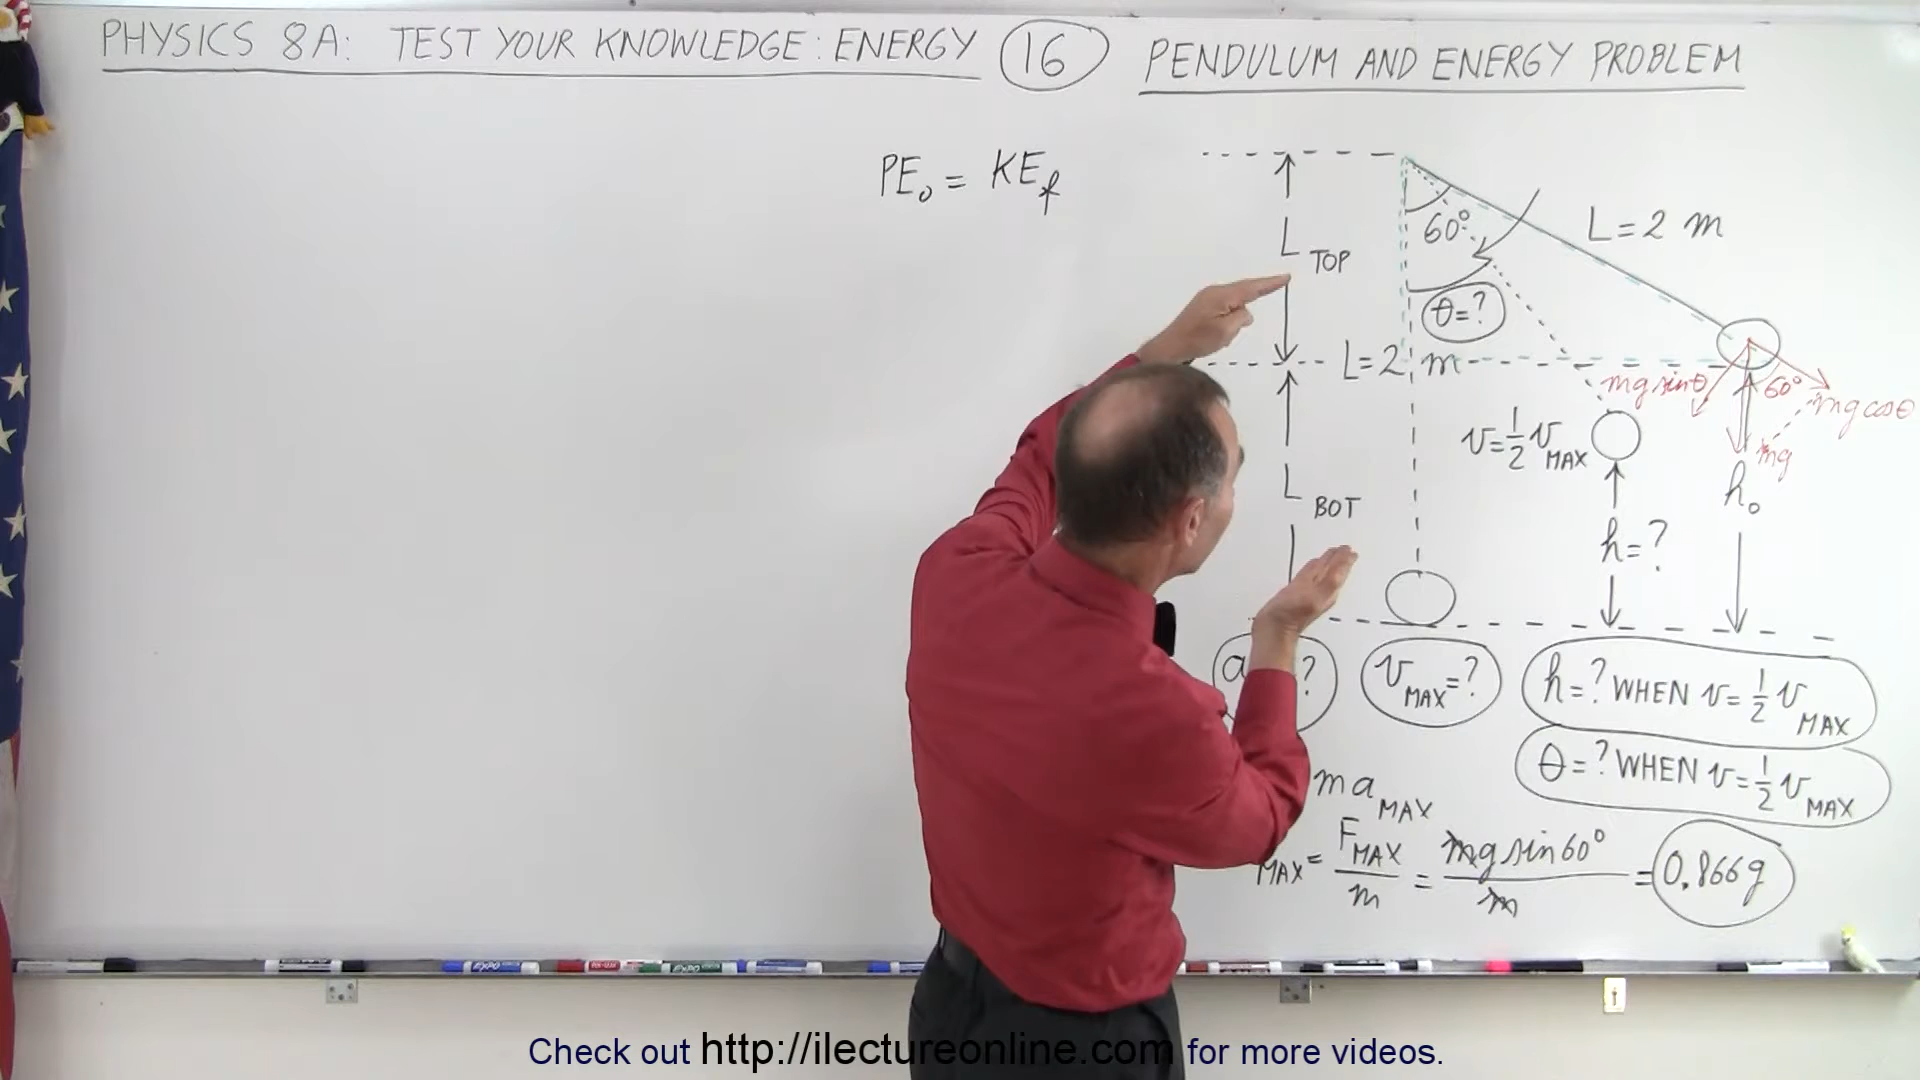 PHYSICS 8A: TEST YOUR KNOWLEDGE: ENERGY 16 PENDULUM AND ENERGY PROBLEM
PE₀ = KE_f
L TOP
60°
L = 2 m
θ = ?
L = 2 m
mg sinθ
60°
mg cosθ
mg
v = 1/2 v MAX
h₀
L BOT
h = ?
a ?
v MAX = ?
h = ? WHEN v = 1/2 v MAX
θ = ? WHEN v = 1/2 v MAX
ma MAX
MAX = F MAX / m = mg sin 60° / m = 0.866g
EXPO
Check out http://ilectureonline.com for more videos.